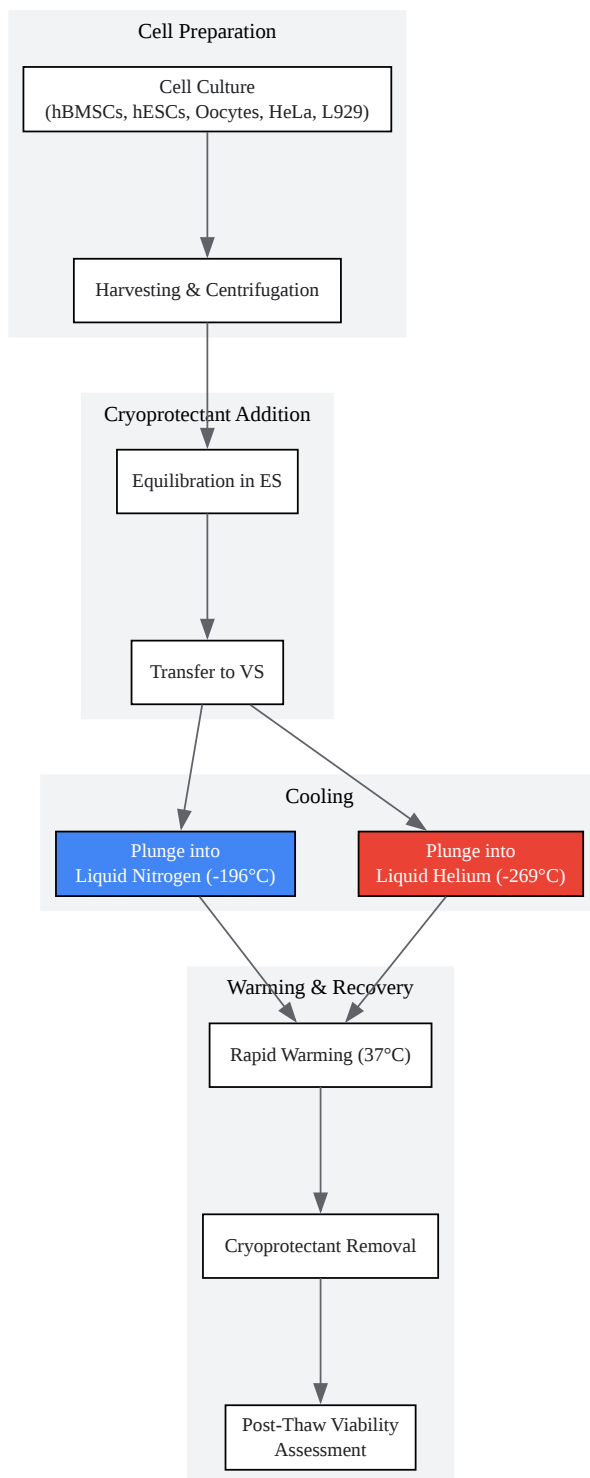 Cell Preparation
Cell Culture
(hBMSCs, hESCs, Oocytes, HeLa, L929)
Harvesting & Centrifugation
Cryoprotectant Addition
Equilibration in ES
Transfer to VS
Cooling
Plunge into
Liquid Nitrogen (-196°C)
Plunge into
Liquid Helium (-269°C)
Warming & Recovery
Rapid Warming (37°C)
Cryoprotectant Removal
Post-Thaw Viability
Assessment